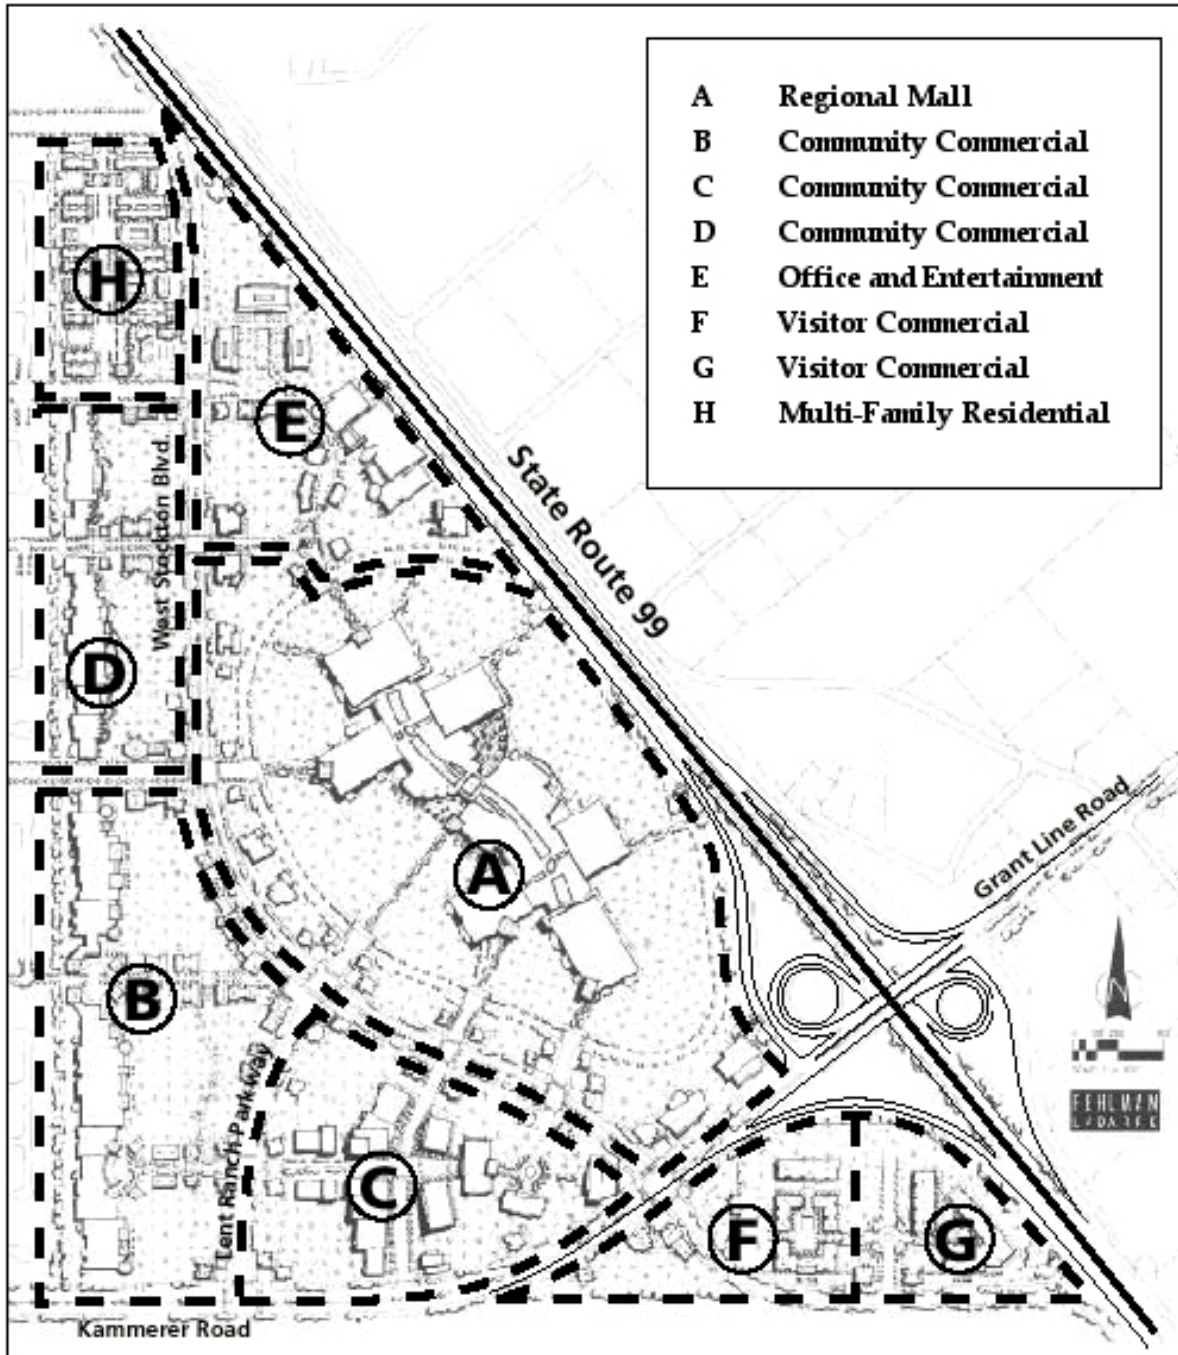 A Regional Mall
B Community Commercial
C Community Commercial
D Community Commercial
E Office and Entertainment
F Visitor Commercial
G Visitor Commercial
H Multi-Family Residential
H
E
State Route 99
West Stockton Blvd.
D
A
Grant Line Road
B
N
Lent Ranch Parkway
C
F
G
Kammerer Road
FEHLMAN
LABARRE